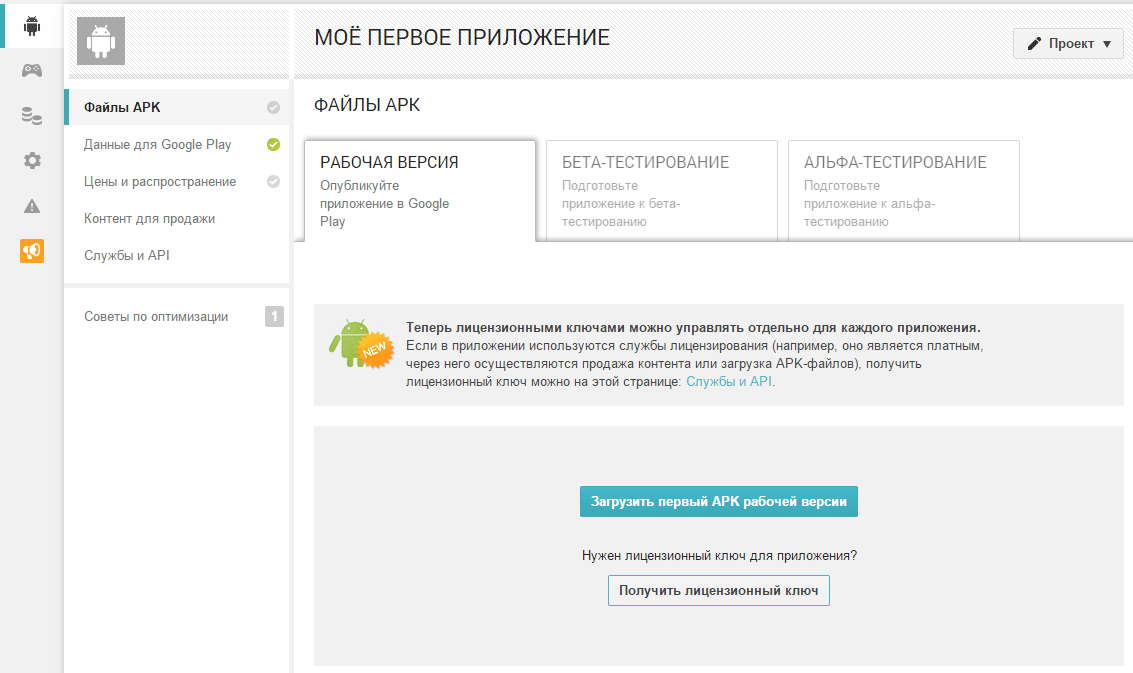 МОЁ ПЕРВОЕ ПРИЛОЖЕНИЕ
Проект
Файлы APK
Данные для Google Play
Цены и распространение
Контент для продажи
Службы и API
Советы по оптимизации
1
ФАЙЛЫ APK
РАБОЧАЯ ВЕРСИЯ
Опубликуйте
приложение в Google
Play
БЕТА-ТЕСТИРОВАНИЕ
Подготовьте
приложение к бета-
тестированию
АЛЬФА-ТЕСТИРОВАНИЕ
Подготовьте
приложение к альфа-
тестированию
NEW
Теперь лицензионными ключами можно управлять отдельно для каждого приложения.
Если в приложении используются службы лицензирования (например, оно является платным,
через него осуществляются продажа контента или загрузка APK-файлов), получить
лицензионный ключ можно на этой странице: Службы и API.
Загрузить первый APK рабочей версии
Нужен лицензионный ключ для приложения?
Получить лицензионный ключ